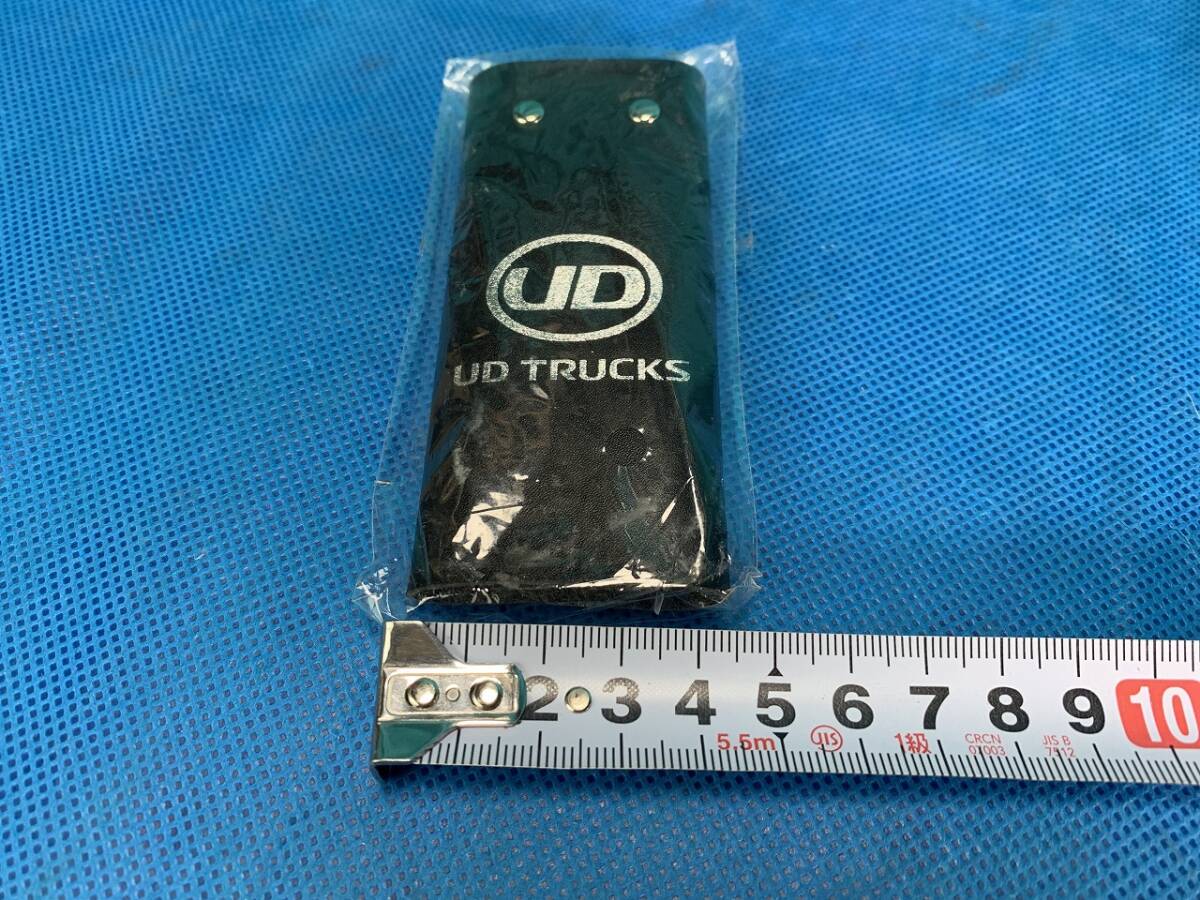 UD
UD TRUCKS
2 3 4 5 6 7 8 9 10
5.5m JIS 1級 CRCN 07003 JIS B 7512